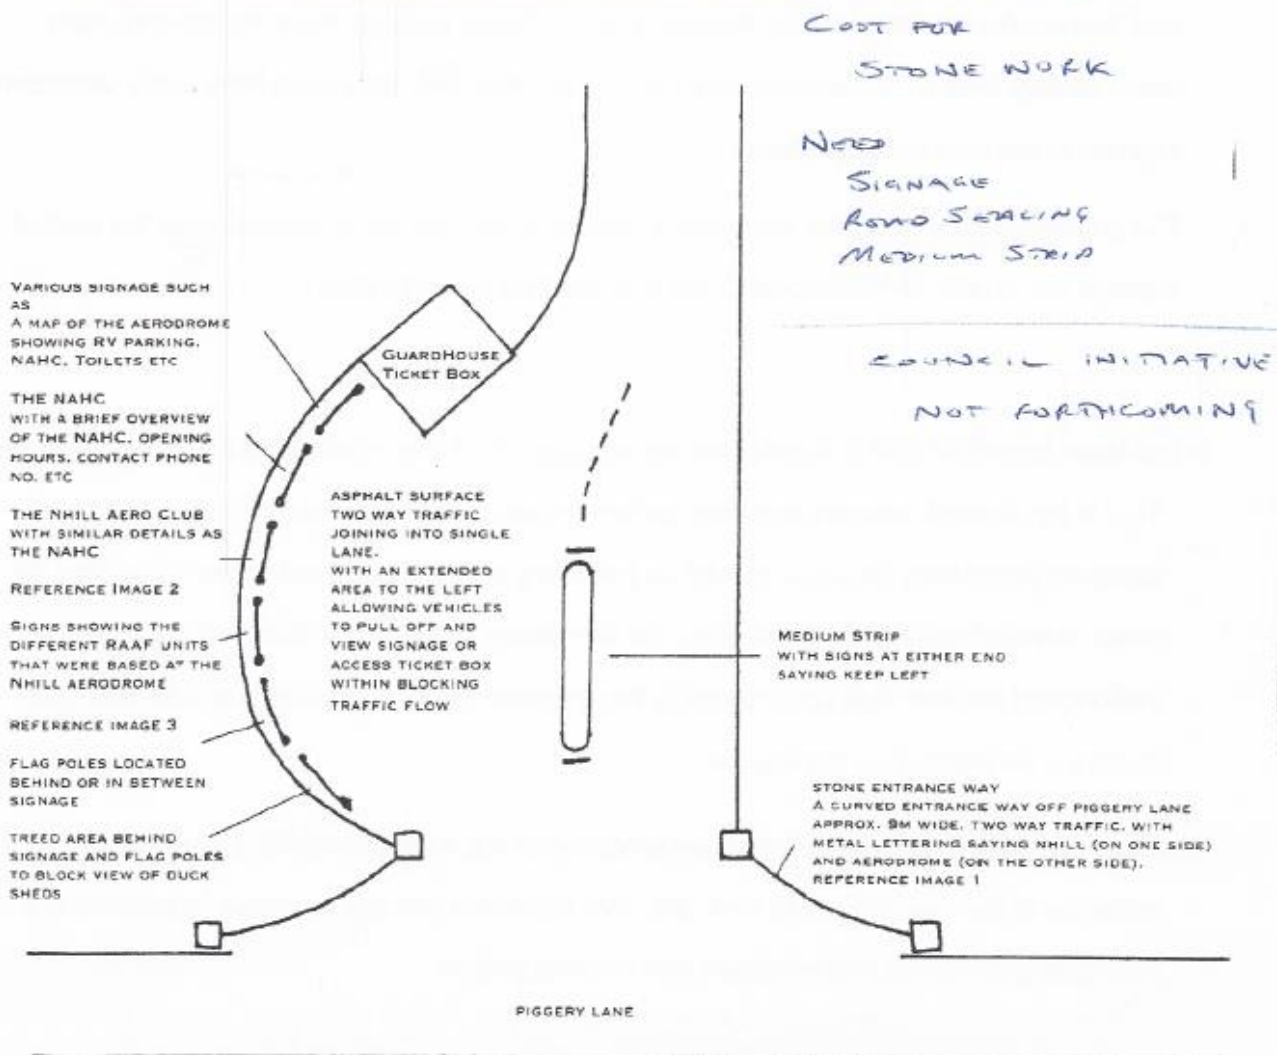 COST FOR
STONE WORK
NEED
SIGNAGE
ROAD SEALING
MEDIUM STRIP
COUNCIL INITIATIVE
NOT FORTHCOMING
VARIOUS SIGNAGE SUCH
AS
A MAP OF THE AERODROME
SHOWING RV PARKING.
NAHC, TOILETS ETC
THE NAHC
WITH A BRIEF OVERVIEW
OF THE NAHC, OPENING
HOURS, CONTACT PHONE
NO. ETC
THE NHILL AERO CLUB
WITH SIMILAR DETAILS AS
THE NAHC
REFERENCE IMAGE 2
SIGNS SHOWING THE
DIFFERENT RAAF UNITS
THAT WERE BASED AT THE
NHILL AERODROME
REFERENCE IMAGE 3
FLAG POLES LOCATED
BEHIND OR IN BETWEEN
SIGNAGE
TREED AREA BEHIND
SIGNAGE AND FLAG POLES
TO BLOCK VIEW OF DUCK
SHEDS
GUARDHOUSE
TICKET BOX
ASPHALT SURFACE
TWO WAY TRAFFIC
JOINING INTO SINGLE
LANE.
WITH AN EXTENDED
AREA TO THE LEFT
ALLOWING VEHICLES
TO PULL OFF AND
VIEW SIGNAGE OR
ACCESS TICKET BOX
WITHIN BLOCKING
TRAFFIC FLOW
MEDIUM STRIP
WITH SIGNS AT EITHER END
SAYING KEEP LEFT
STONE ENTRANCE WAY
A CURVED ENTRANCE WAY OFF PIGGERY LANE
APPROX. 9M WIDE, TWO WAY TRAFFIC, WITH
METAL LETTERING SAYING NHILL (ON ONE SIDE)
AND AERODROME (ON THE OTHER SIDE).
REFERENCE IMAGE 1
PIGGERY LANE